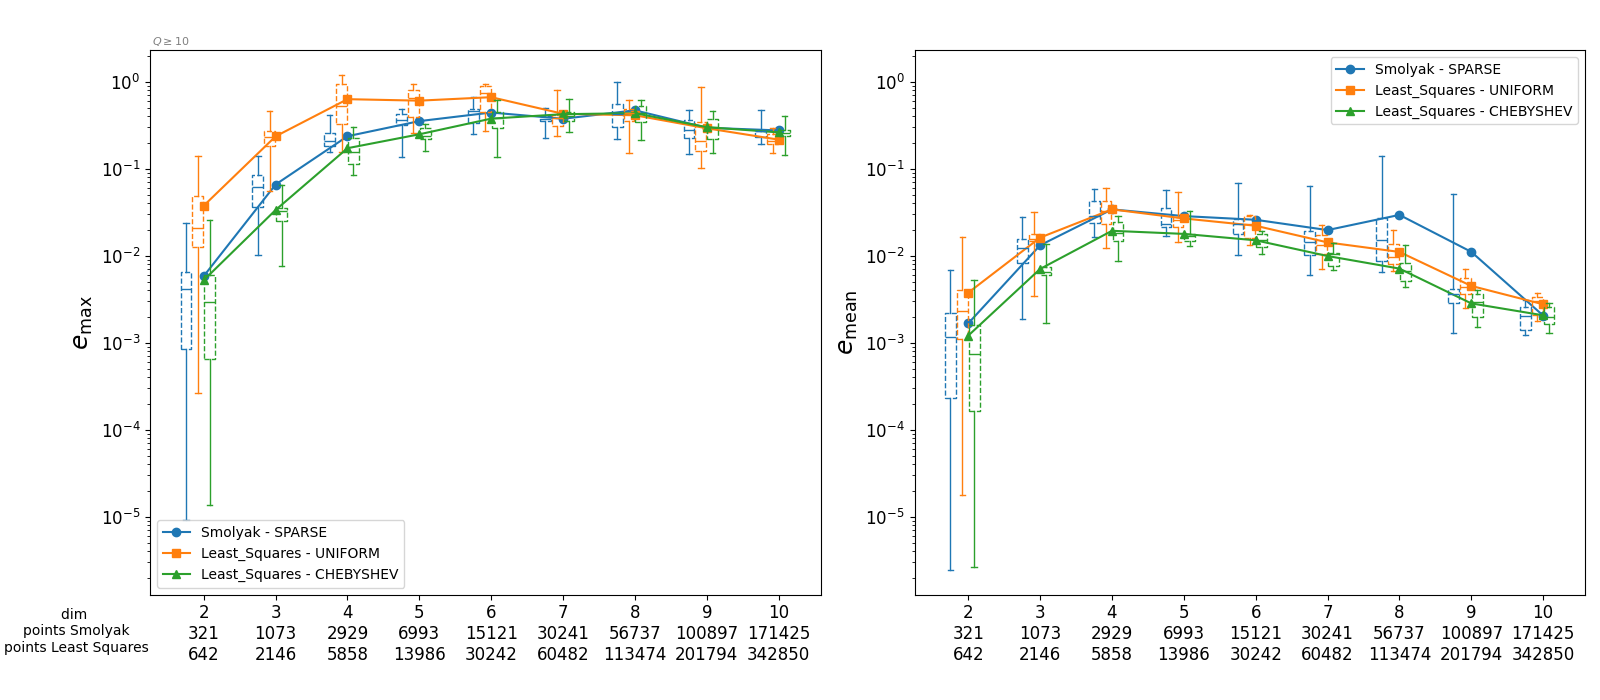 Q ≥ 10
10⁰
10⁻¹
10⁻²
10⁻³
10⁻⁴
10⁻⁵
e_max
Smolyak - SPARSE
Least_Squares - UNIFORM
Least_Squares - CHEBYSHEV
10⁰
10⁻¹
10⁻²
10⁻³
10⁻⁴
10⁻⁵
e_mean
Smolyak - SPARSE
Least_Squares - UNIFORM
Least_Squares - CHEBYSHEV
dim 2 3 4 5 6 7 8 9 10 2 3 4 5 6 7 8 9 10
points Smolyak 321 1073 2929 6993 15121 30241 56737 100897 171425 321 1073 2929 6993 15121 30241 56737 100897 171425
points Least Squares 642 2146 5858 13986 30242 60482 113474 201794 342850 642 2146 5858 13986 30242 60482 113474 201794 342850